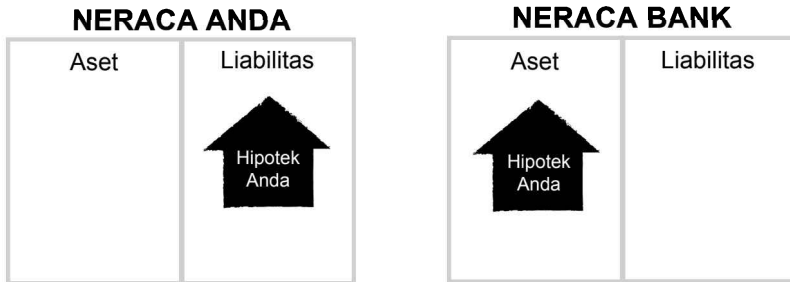 NERACA ANDA
Aset
Liabilitas
Hipotek
Anda
NERACA BANK
Aset
Liabilitas
Hipotek
Anda